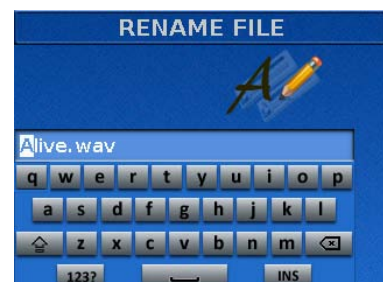 RENAME FILE
A
Alive.wav
q w e r t y u i o p
a s d f g h j k l
z x c v b n m
123? INS